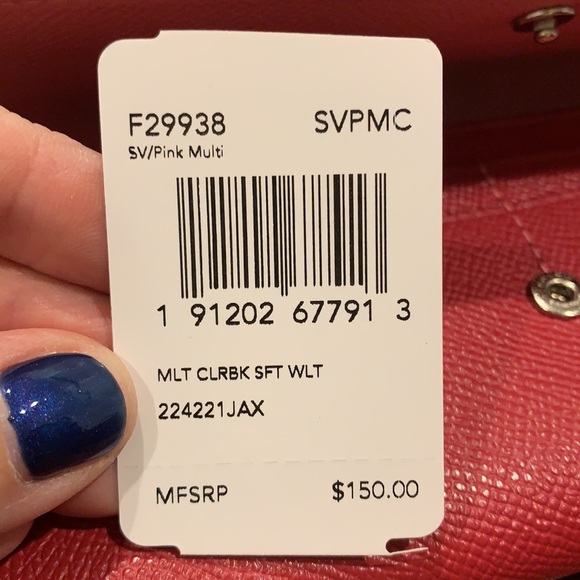 F29938 SVPMC
SV/Pink Multi
1 91202 67791 3
MLT CLRBK SFT WLT
224221JAX
MFSRP $150.00